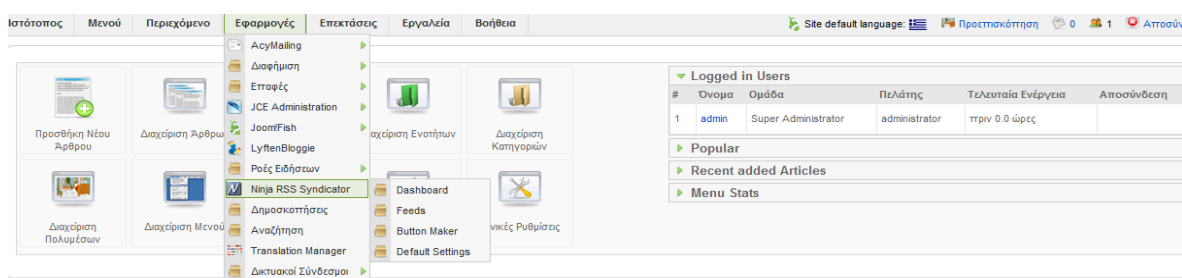 Ιστότοπος Μενού Περιεχόμενο Εφαρμογές Επεκτάσεις Εργαλεία Βοήθεια Site default language: Προεπισκόπηση 0 1
AcyMailing
Διαφήμιση
Επαφές
JCE Administration
Joom!Fish
LyftenBloggie
Ροές Ειδήσεων
Ninja RSS Syndicator
Δημοσκοπήσεις
Αναζήτηση
Translation Manager
Δικτυακοί Σύνδεσμοι
Dashboard
Feeds
Button Maker
Default Settings
Προσθήκη Νέου
Άρθρου
Διαχείριση Άρθρω
αχείριση Ενοτήτων
Διαχείριση
Κατηγοριών
Διαχείριση
Πολυμέσων
Διαχείριση Μενού
νικές Ρυθμίσεις
Logged in Users
# Όνομα Ομάδα Πελάτης Τελευταία Ενέργεια Αποσύνδεση
1 admin Super Administrator administrator πριν 0.0 ώρες
Popular
Recent added Articles
Menu Stats